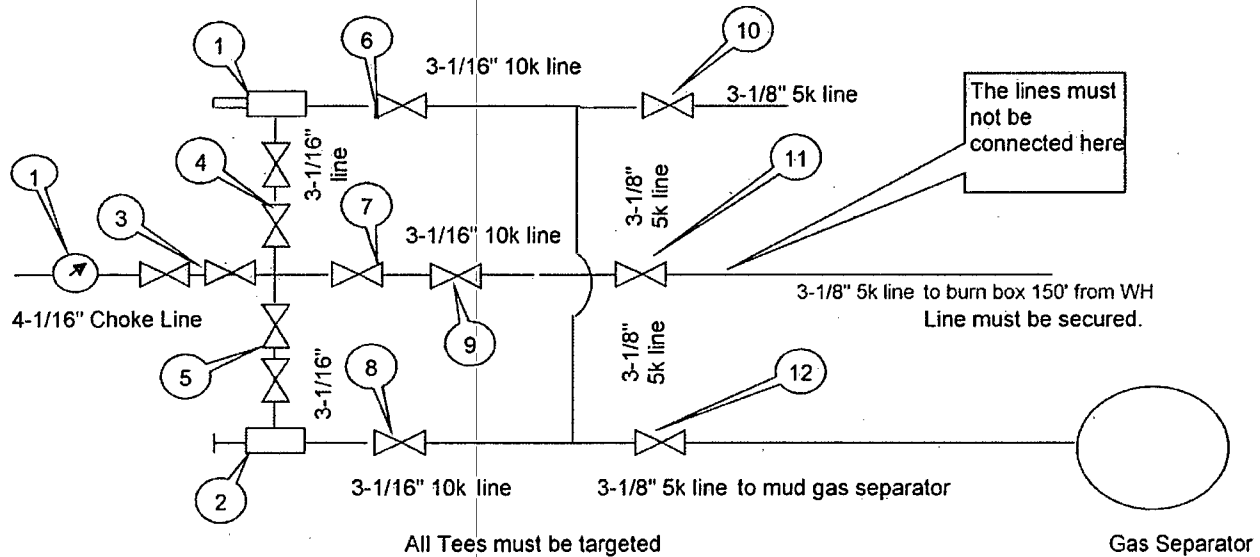 1
6
10
3-1/16" 10k line
3-1/8" 5k line
The lines must
not be
connected here
1
3
4
3-1/16"
line
7
3-1/16" 10k line
3-1/8"
5k line
11
4-1/16" Choke Line
3-1/8" 5k line to burn box 150' from WH
Line must be secured.
5
3-1/16"
8
9
3-1/8"
5k line
12
2
3-1/16" 10k line
3-1/8" 5k line to mud gas separator
All Tees must be targeted
Gas Separator